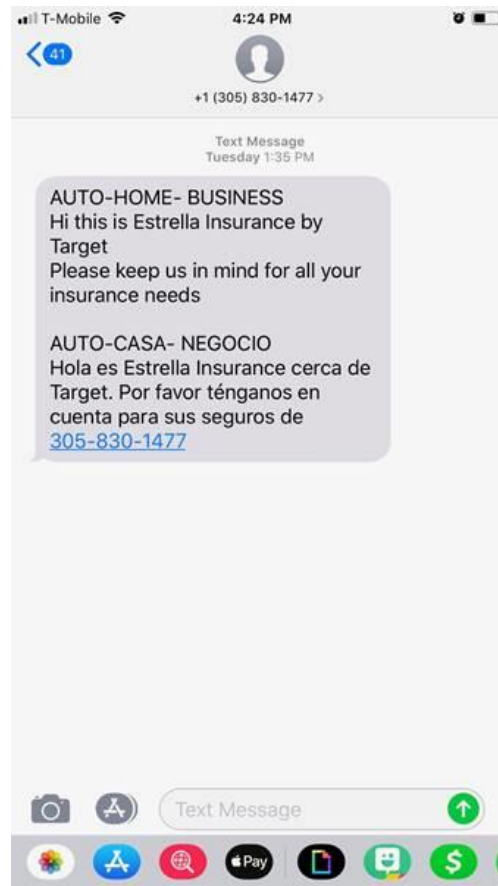 T-Mobile 4:24 PM
41
+1 (305) 830-1477 >
Text Message
Tuesday 1:35 PM
AUTO-HOME- BUSINESS
Hi this is Estrella Insurance by
Target
Please keep us in mind for all your
insurance needs
AUTO-CASA- NEGOCIO
Hola es Estrella Insurance cerca de
Target. Por favor ténganos en
cuenta para sus seguros de
305-830-1477
Text Message
Pay
$